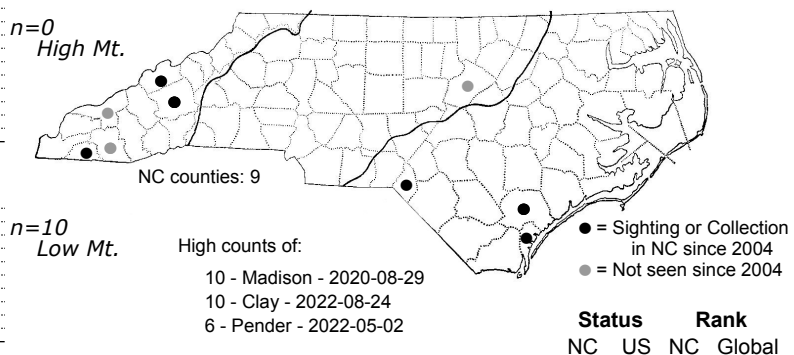 n=0
High Mt.
NC counties: 9
n=10
Low Mt.
High counts of:
10 - Madison - 2020-08-29
10 - Clay - 2022-08-24
6 - Pender - 2022-05-02
= Sighting or Collection
in NC since 2004
= Not seen since 2004
Status Rank
NC US NC Global